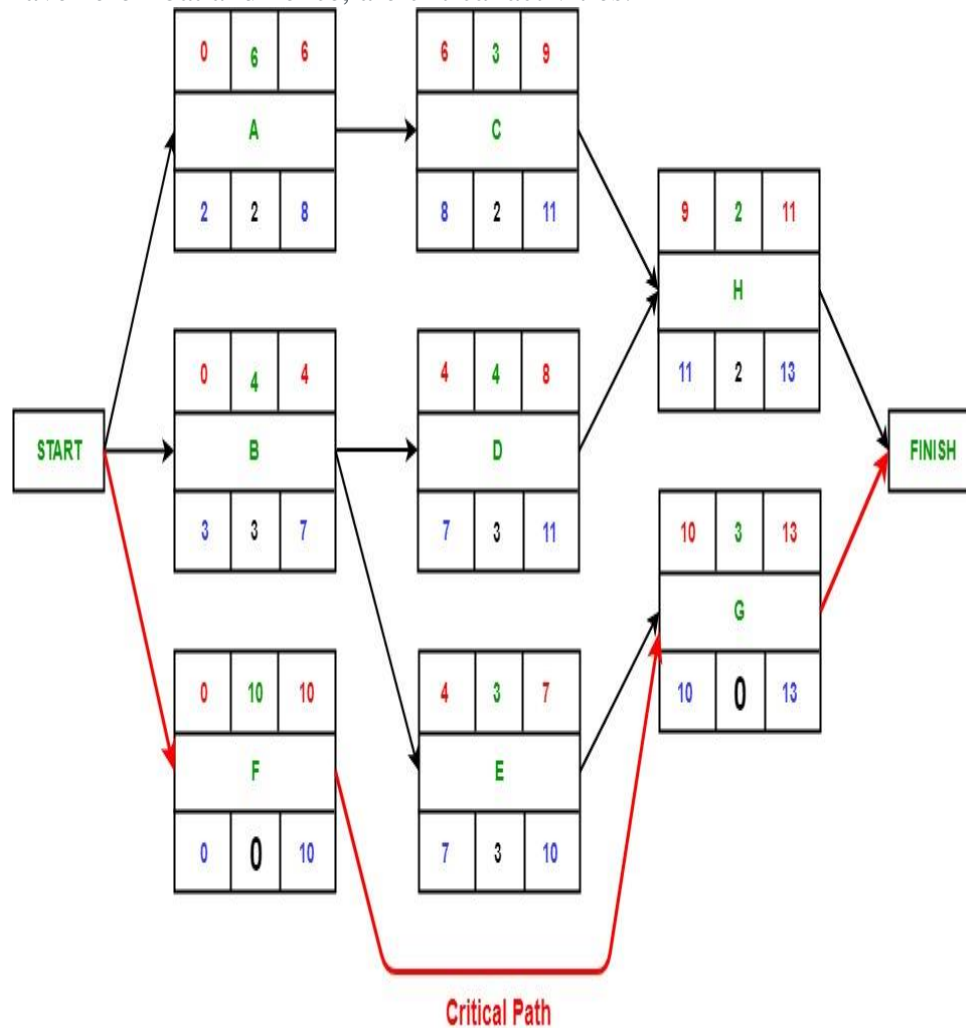 0 6 6
A
2 2 8
6 3 9
C
8 2 11
9 2 11
H
11 2 13
0 4 4
B
3 3 7
4 4 8
D
7 3 11
START
FINISH
10 3 13
G
10 0 13
0 10 10
F
0 0 10
4 3 7
E
7 3 10
Critical Path